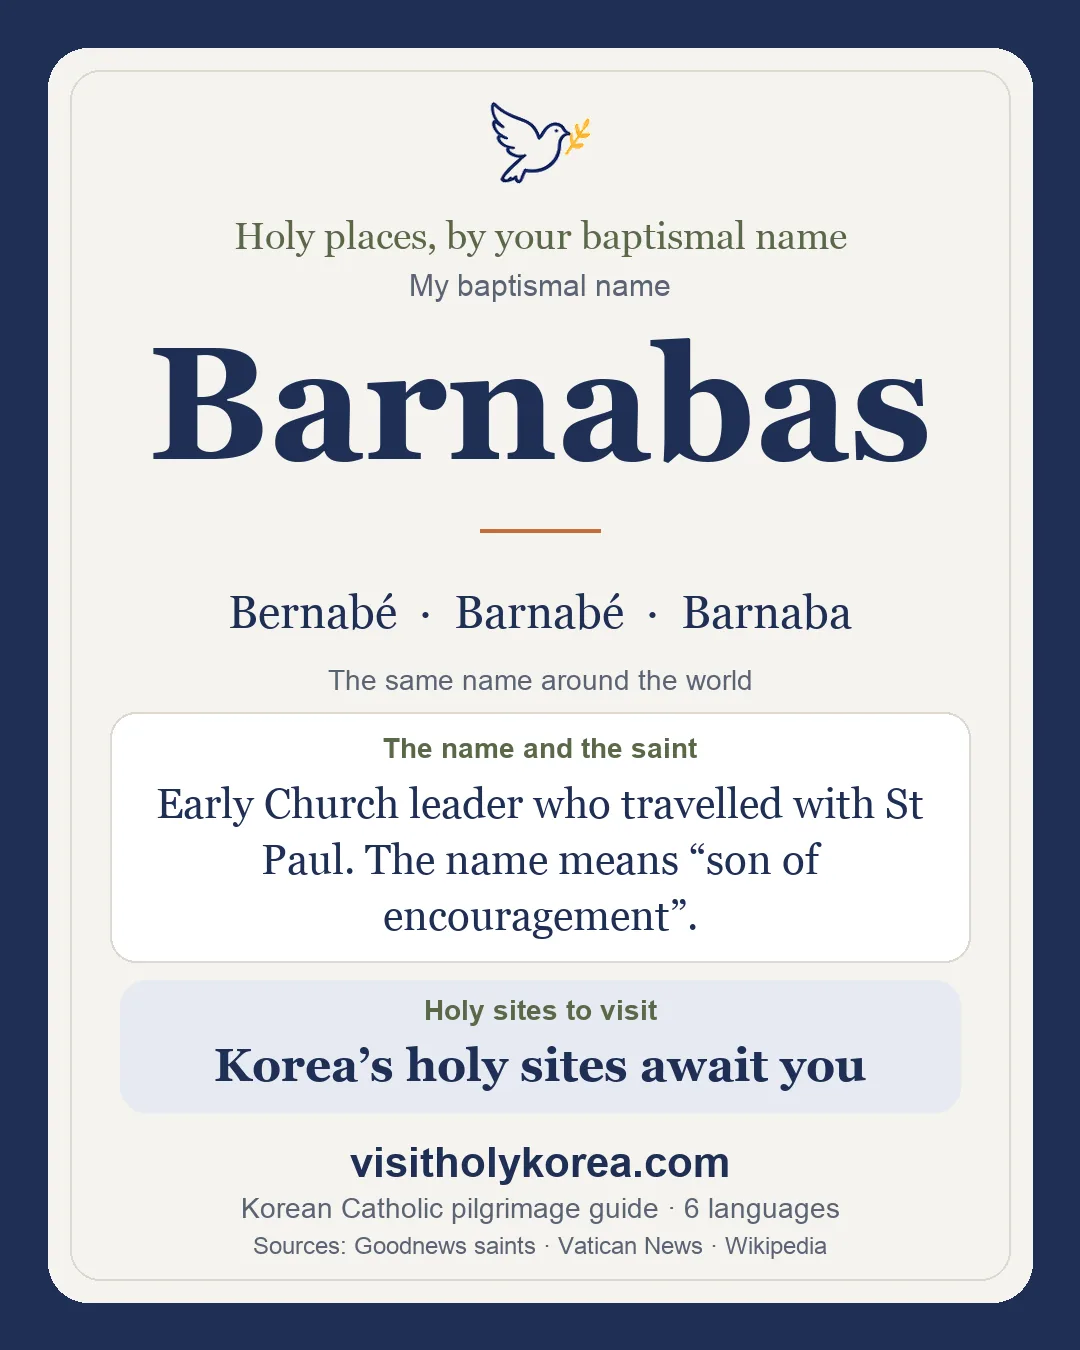 Holy places, by your baptismal name
My baptismal name
Barnabas
Bernabé · Barnabé · Barnaba
The same name around the world
The name and the saint
Early Church leader who travelled with St
Paul. The name means “son of
encouragement”.
Holy sites to visit
Korea’s holy sites await you
visitholykorea.com
Korean Catholic pilgrimage guide · 6 languages
Sources: Goodnews saints · Vatican News · Wikipedia